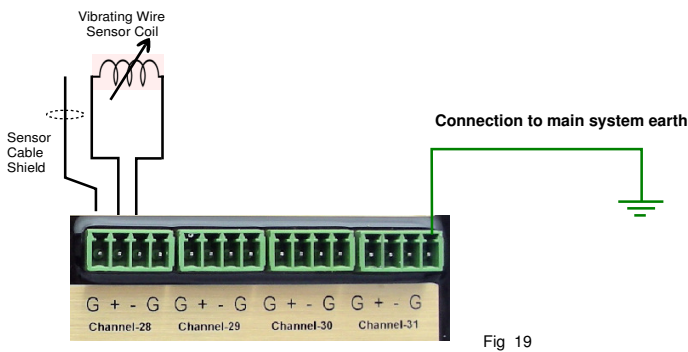 Vibrating Wire
Sensor Coil
Connection to main system earth
Sensor
Cable
Shield
G + - G G + - G G + - G G + - G
Channel-28 Channel-29 Channel-30 Channel-31
Fig 19